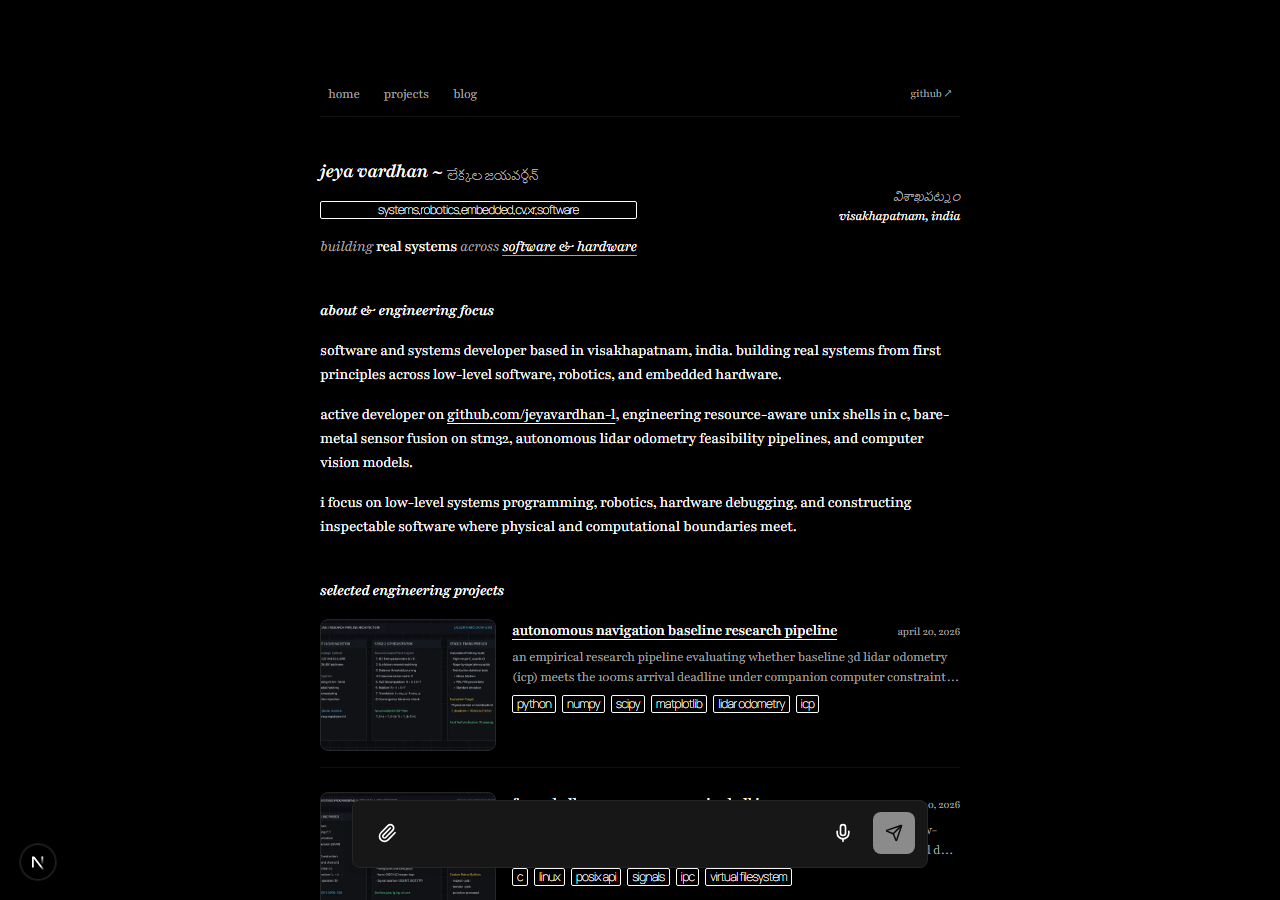 home projects blog github ↗
jeya vardhan ~ లేక్కల జయవర్ధన్
విశాఖపట్నం
systems,robotics,embedded,cv,xr,software
visakhapatnam, india
building real systems across software & hardware
about & engineering focus
software and systems developer based in visakhapatnam, india. building real systems from first
principles across low-level software, robotics, and embedded hardware.
active developer on github.com/jeyavardhan-l, engineering resource-aware unix shells in c, bare-
metal sensor fusion on stm32, autonomous lidar odometry feasibility pipelines, and computer
vision models.
i focus on low-level systems programming, robotics, hardware debugging, and constructing
inspectable software where physical and computational boundaries meet.
selected engineering projects
autonomous navigation baseline research pipeline april 20, 2026
an empirical research pipeline evaluating whether baseline 3d lidar odometry
(icp) meets the 100ms arrival deadline under companion computer constraint…
python numpy scipy matplotlib lidar odometry icp
2026
d…
N
c linux posix api signals ipc virtual filesystem